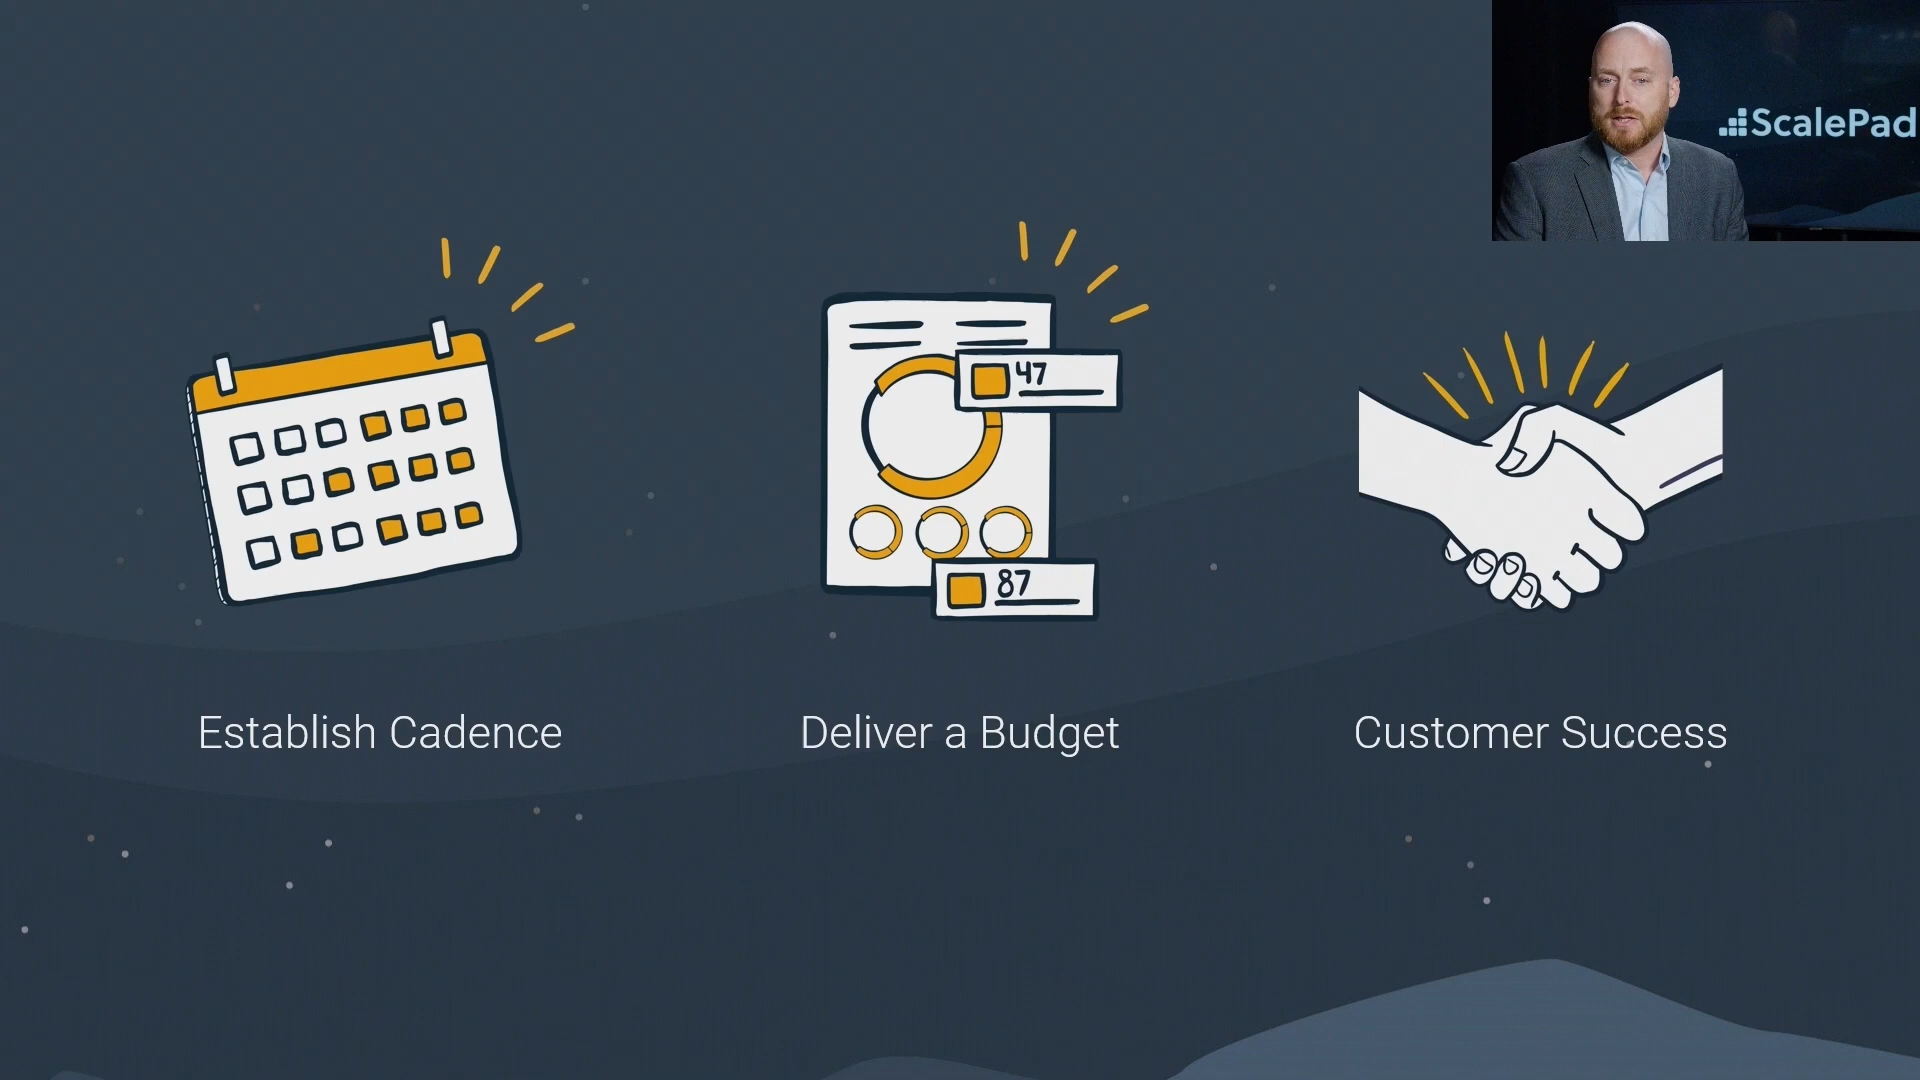 ScalePad
47
87
Establish Cadence
Deliver a Budget
Customer Success